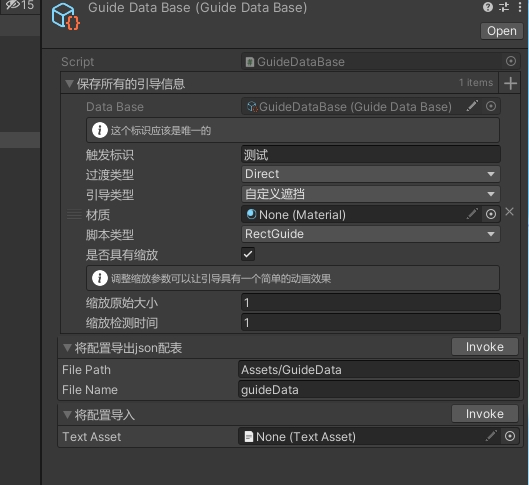 15
Guide Data Base (Guide Data Base)
Open
Script GuideDataBase
保存所有的引导信息 1 items
Data Base GuideDataBase (Guide Data Base)
这个标识应该是唯一的
触发标识 测试
过渡类型 Direct
引导类型 自定义遮挡
材质 None (Material)
脚本类型 RectGuide
是否具有缩放
调整缩放参数可以让引导具有一个简单的动画效果
缩放原始大小 1
缩放检测时间 1
将配置导出json配表 Invoke
File Path Assets/GuideData
File Name guideData
将配置导入 Invoke
Text Asset None (Text Asset)